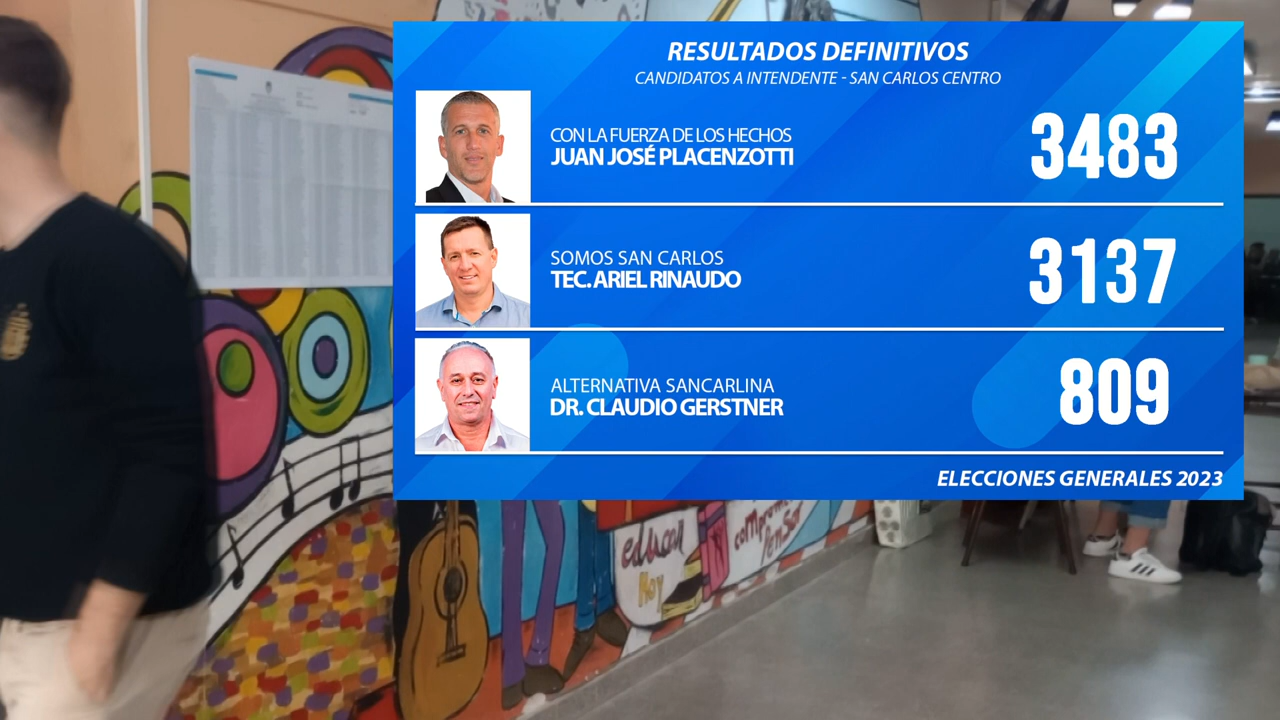 RESULTADOS DEFINITIVOS
CANDIDATOS A INTENDENTE - SAN CARLOS CENTRO
CON LA FUERZA DE LOS HECHOS
JUAN JOSÉ PLACENZOTTI
3483
SOMOS SAN CARLOS
TEC. ARIEL RINAUDO
3137
ALTERNATIVA SANCARLINA
DR. CLAUDIO GERSTNER
809
ELECCIONES GENERALES 2023
Hoy